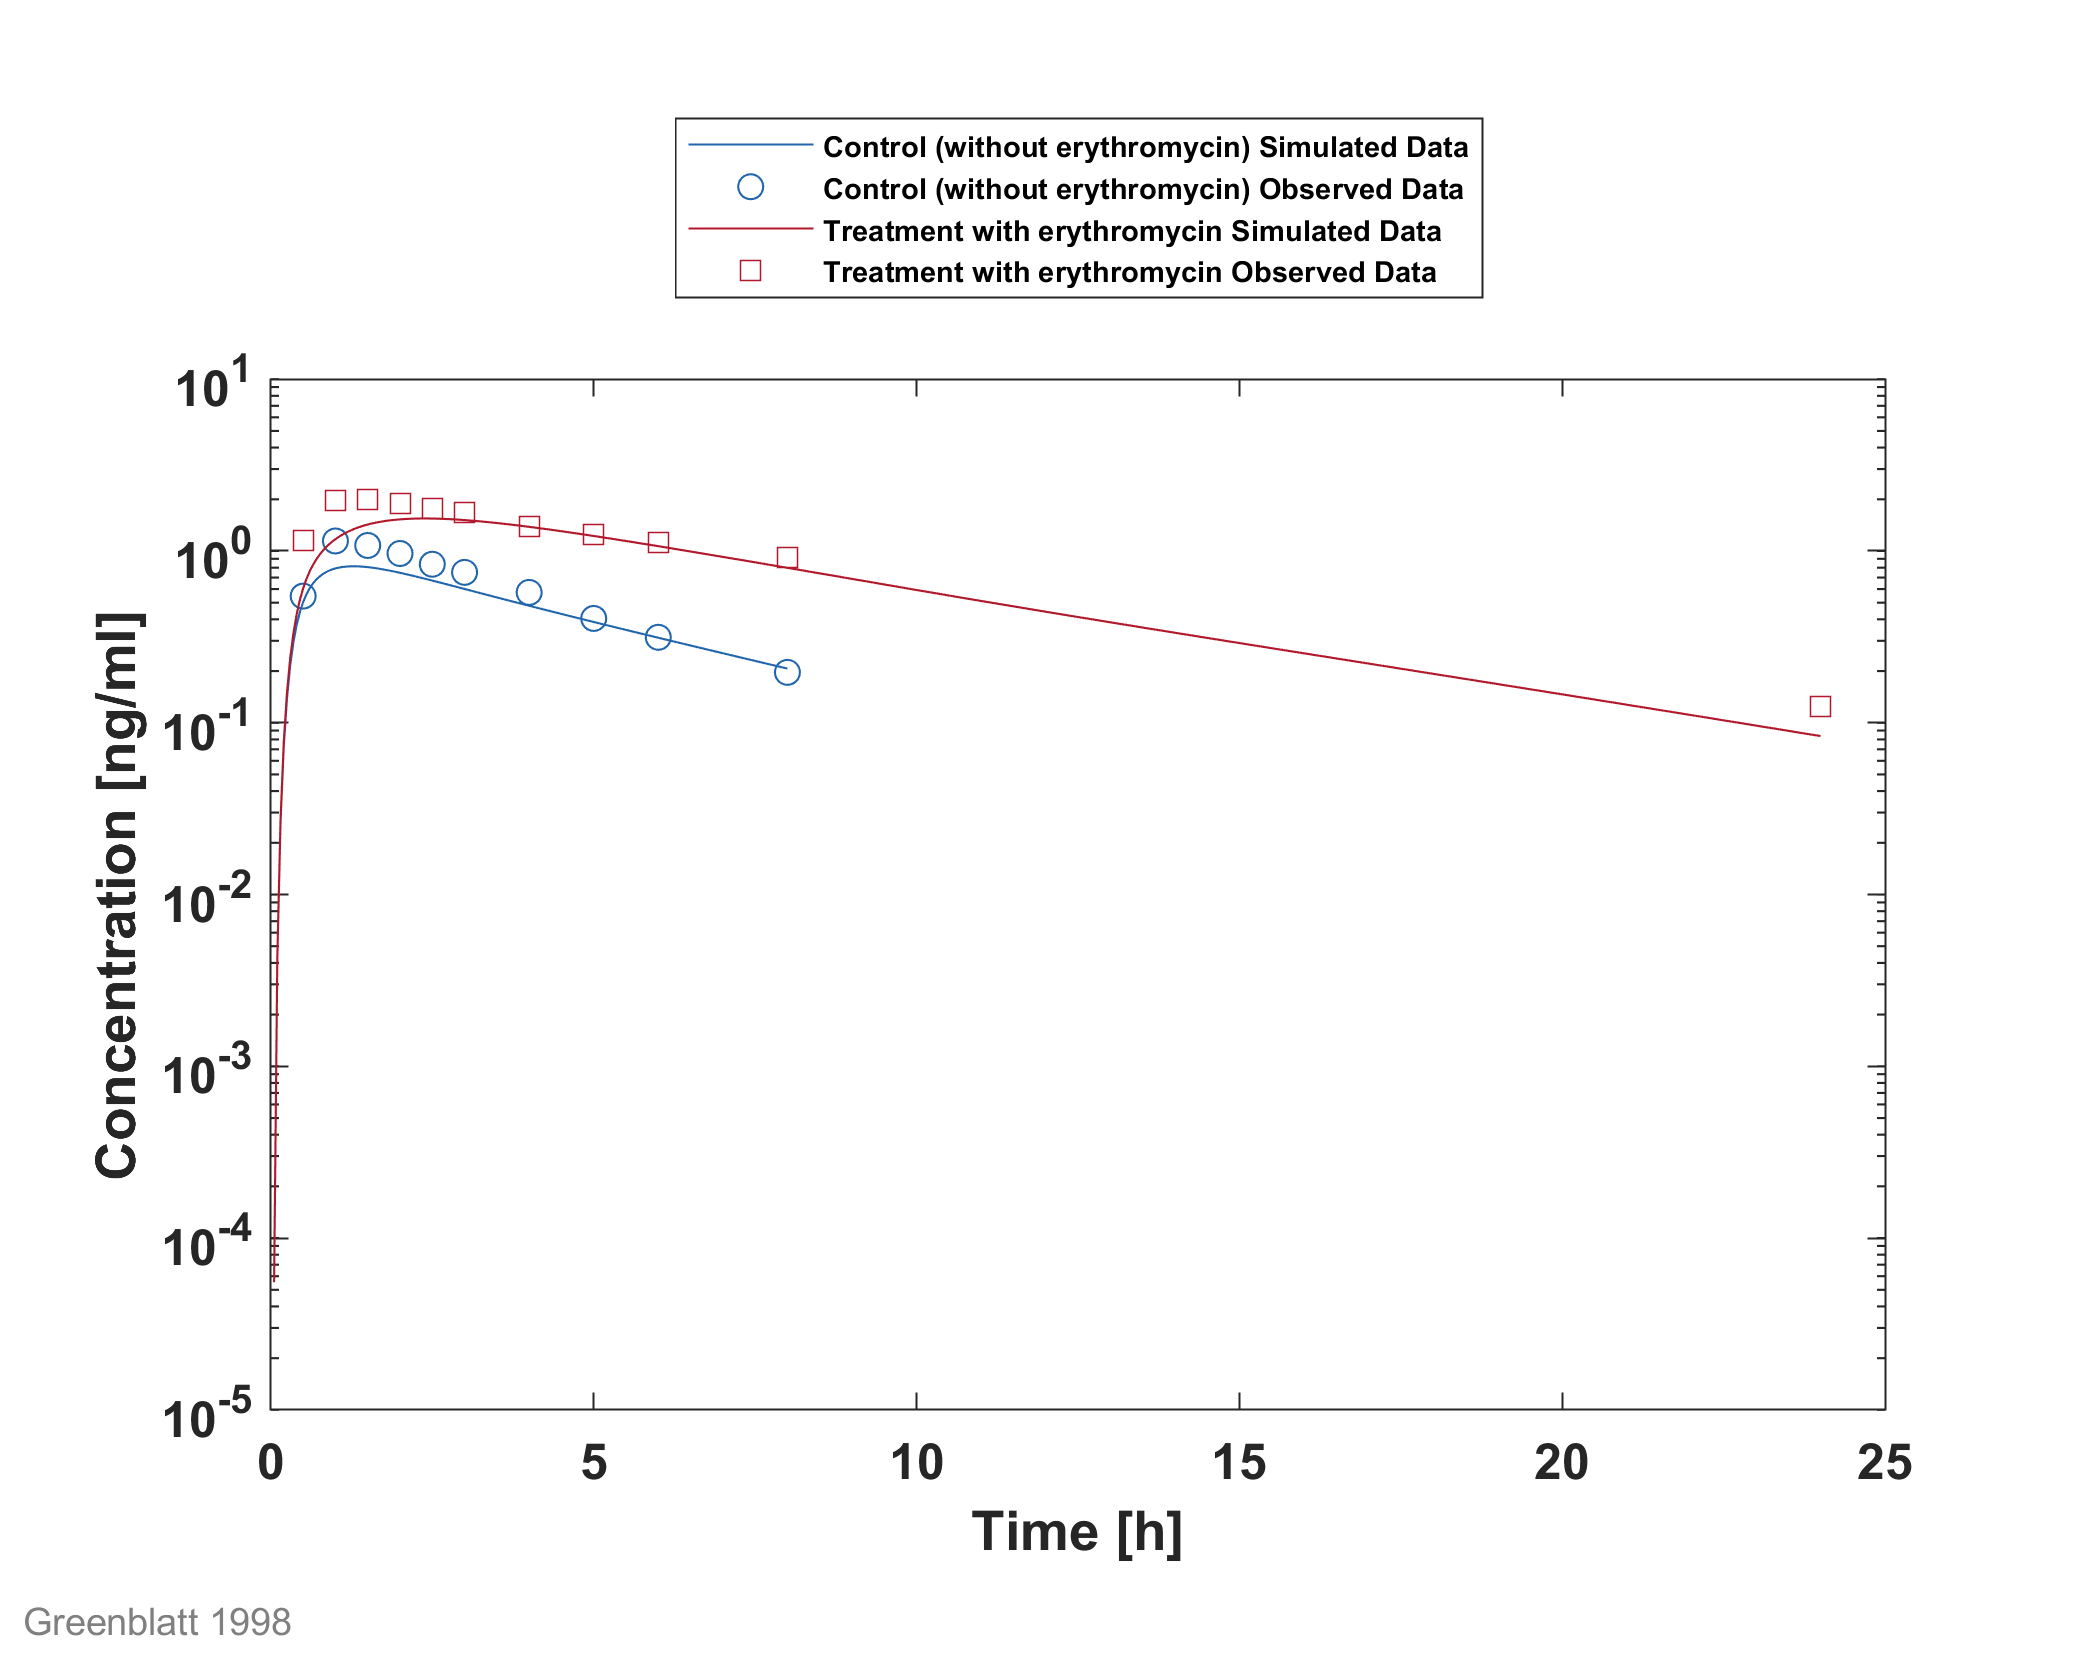 Control (without erythromycin) Simulated Data
Control (without erythromycin) Observed Data
Treatment with erythromycin Simulated Data
Treatment with erythromycin Observed Data
10^1
10^0
10^-1
10^-2
10^-3
10^-4
10^-5
Concentration [ng/ml]
0 5 10 15 20 25
Time [h]
Greenblatt 1998